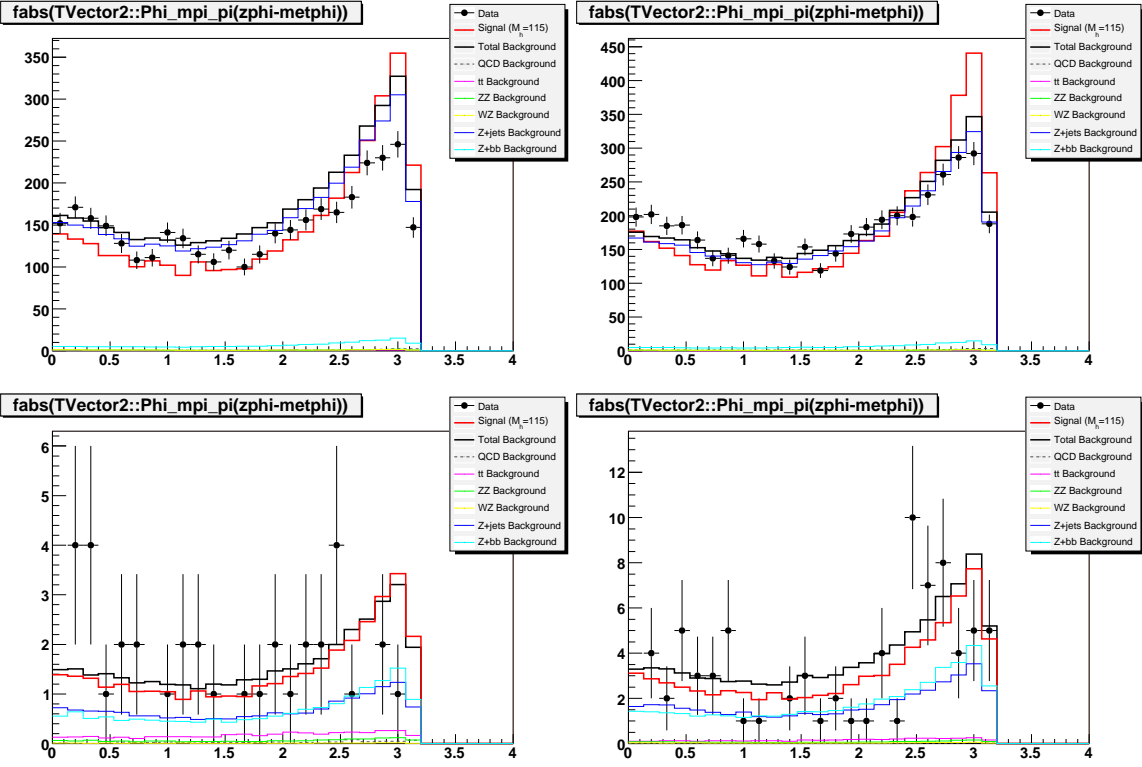 fabs(TVector2::Phi_mpi_pi(zphi-metphi))
Data
Signal (M_h=115)
Total Background
QCD Background
tt Background
ZZ Background
WZ Background
Z+jets Background
Z+bb Background
350
300
250
200
150
100
50
0
0 0.5 1 1.5 2 2.5 3 3.5 4
fabs(TVector2::Phi_mpi_pi(zphi-metphi))
Data
Signal (M_h=115)
Total Background
QCD Background
tt Background
ZZ Background
WZ Background
Z+jets Background
Z+bb Background
450
400
350
300
250
200
150
100
50
0
0 0.5 1 1.5 2 2.5 3 3.5 4
fabs(TVector2::Phi_mpi_pi(zphi-metphi))
Data
Signal (M_h=115)
Total Background
QCD Background
tt Background
ZZ Background
WZ Background
Z+jets Background
Z+bb Background
6
5
4
3
2
1
0
0 0.5 1 1.5 2 2.5 3 3.5 4
fabs(TVector2::Phi_mpi_pi(zphi-metphi))
Data
Signal (M_h=115)
Total Background
QCD Background
tt Background
ZZ Background
WZ Background
Z+jets Background
Z+bb Background
12
10
8
6
4
2
0
0 0.5 1 1.5 2 2.5 3 3.5 4